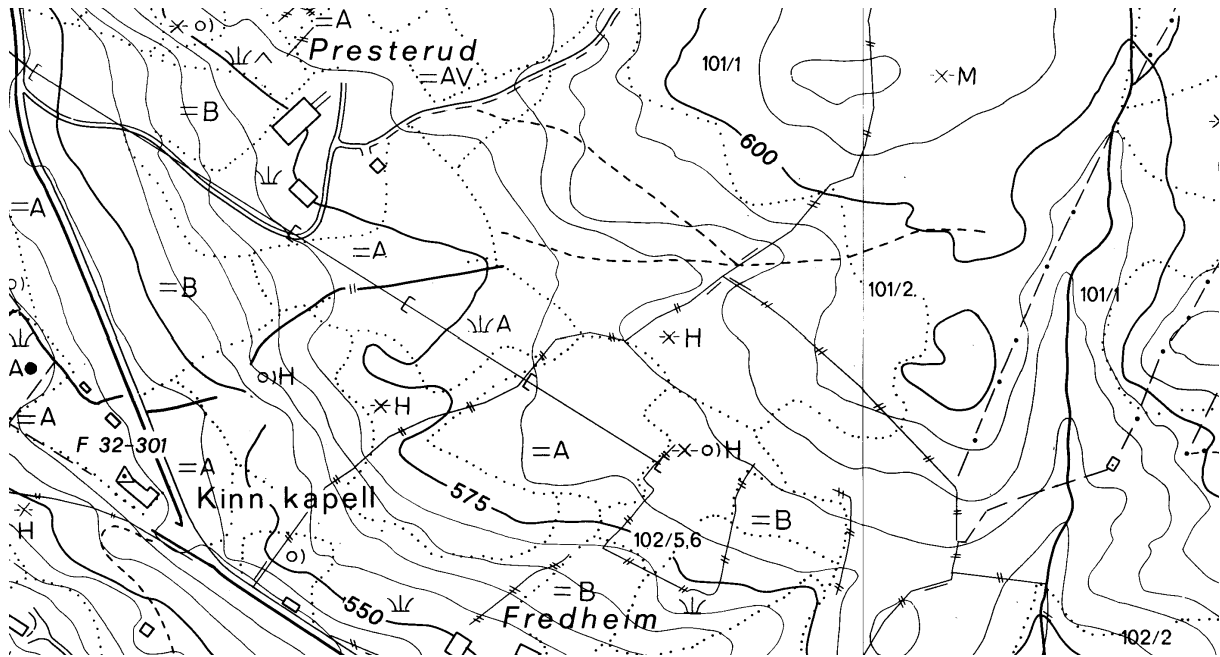 =A
o)
Presterud
=AV
101/1
M
=B
600
=A
=A
=B
101/2
101/1
o)
A
H
A
o)H
H
=A
F 32-301
=A
=A
o)H
Kinn kapell
575
=B
H
102/5,6
o)
=B
550
Fredheim
102/2